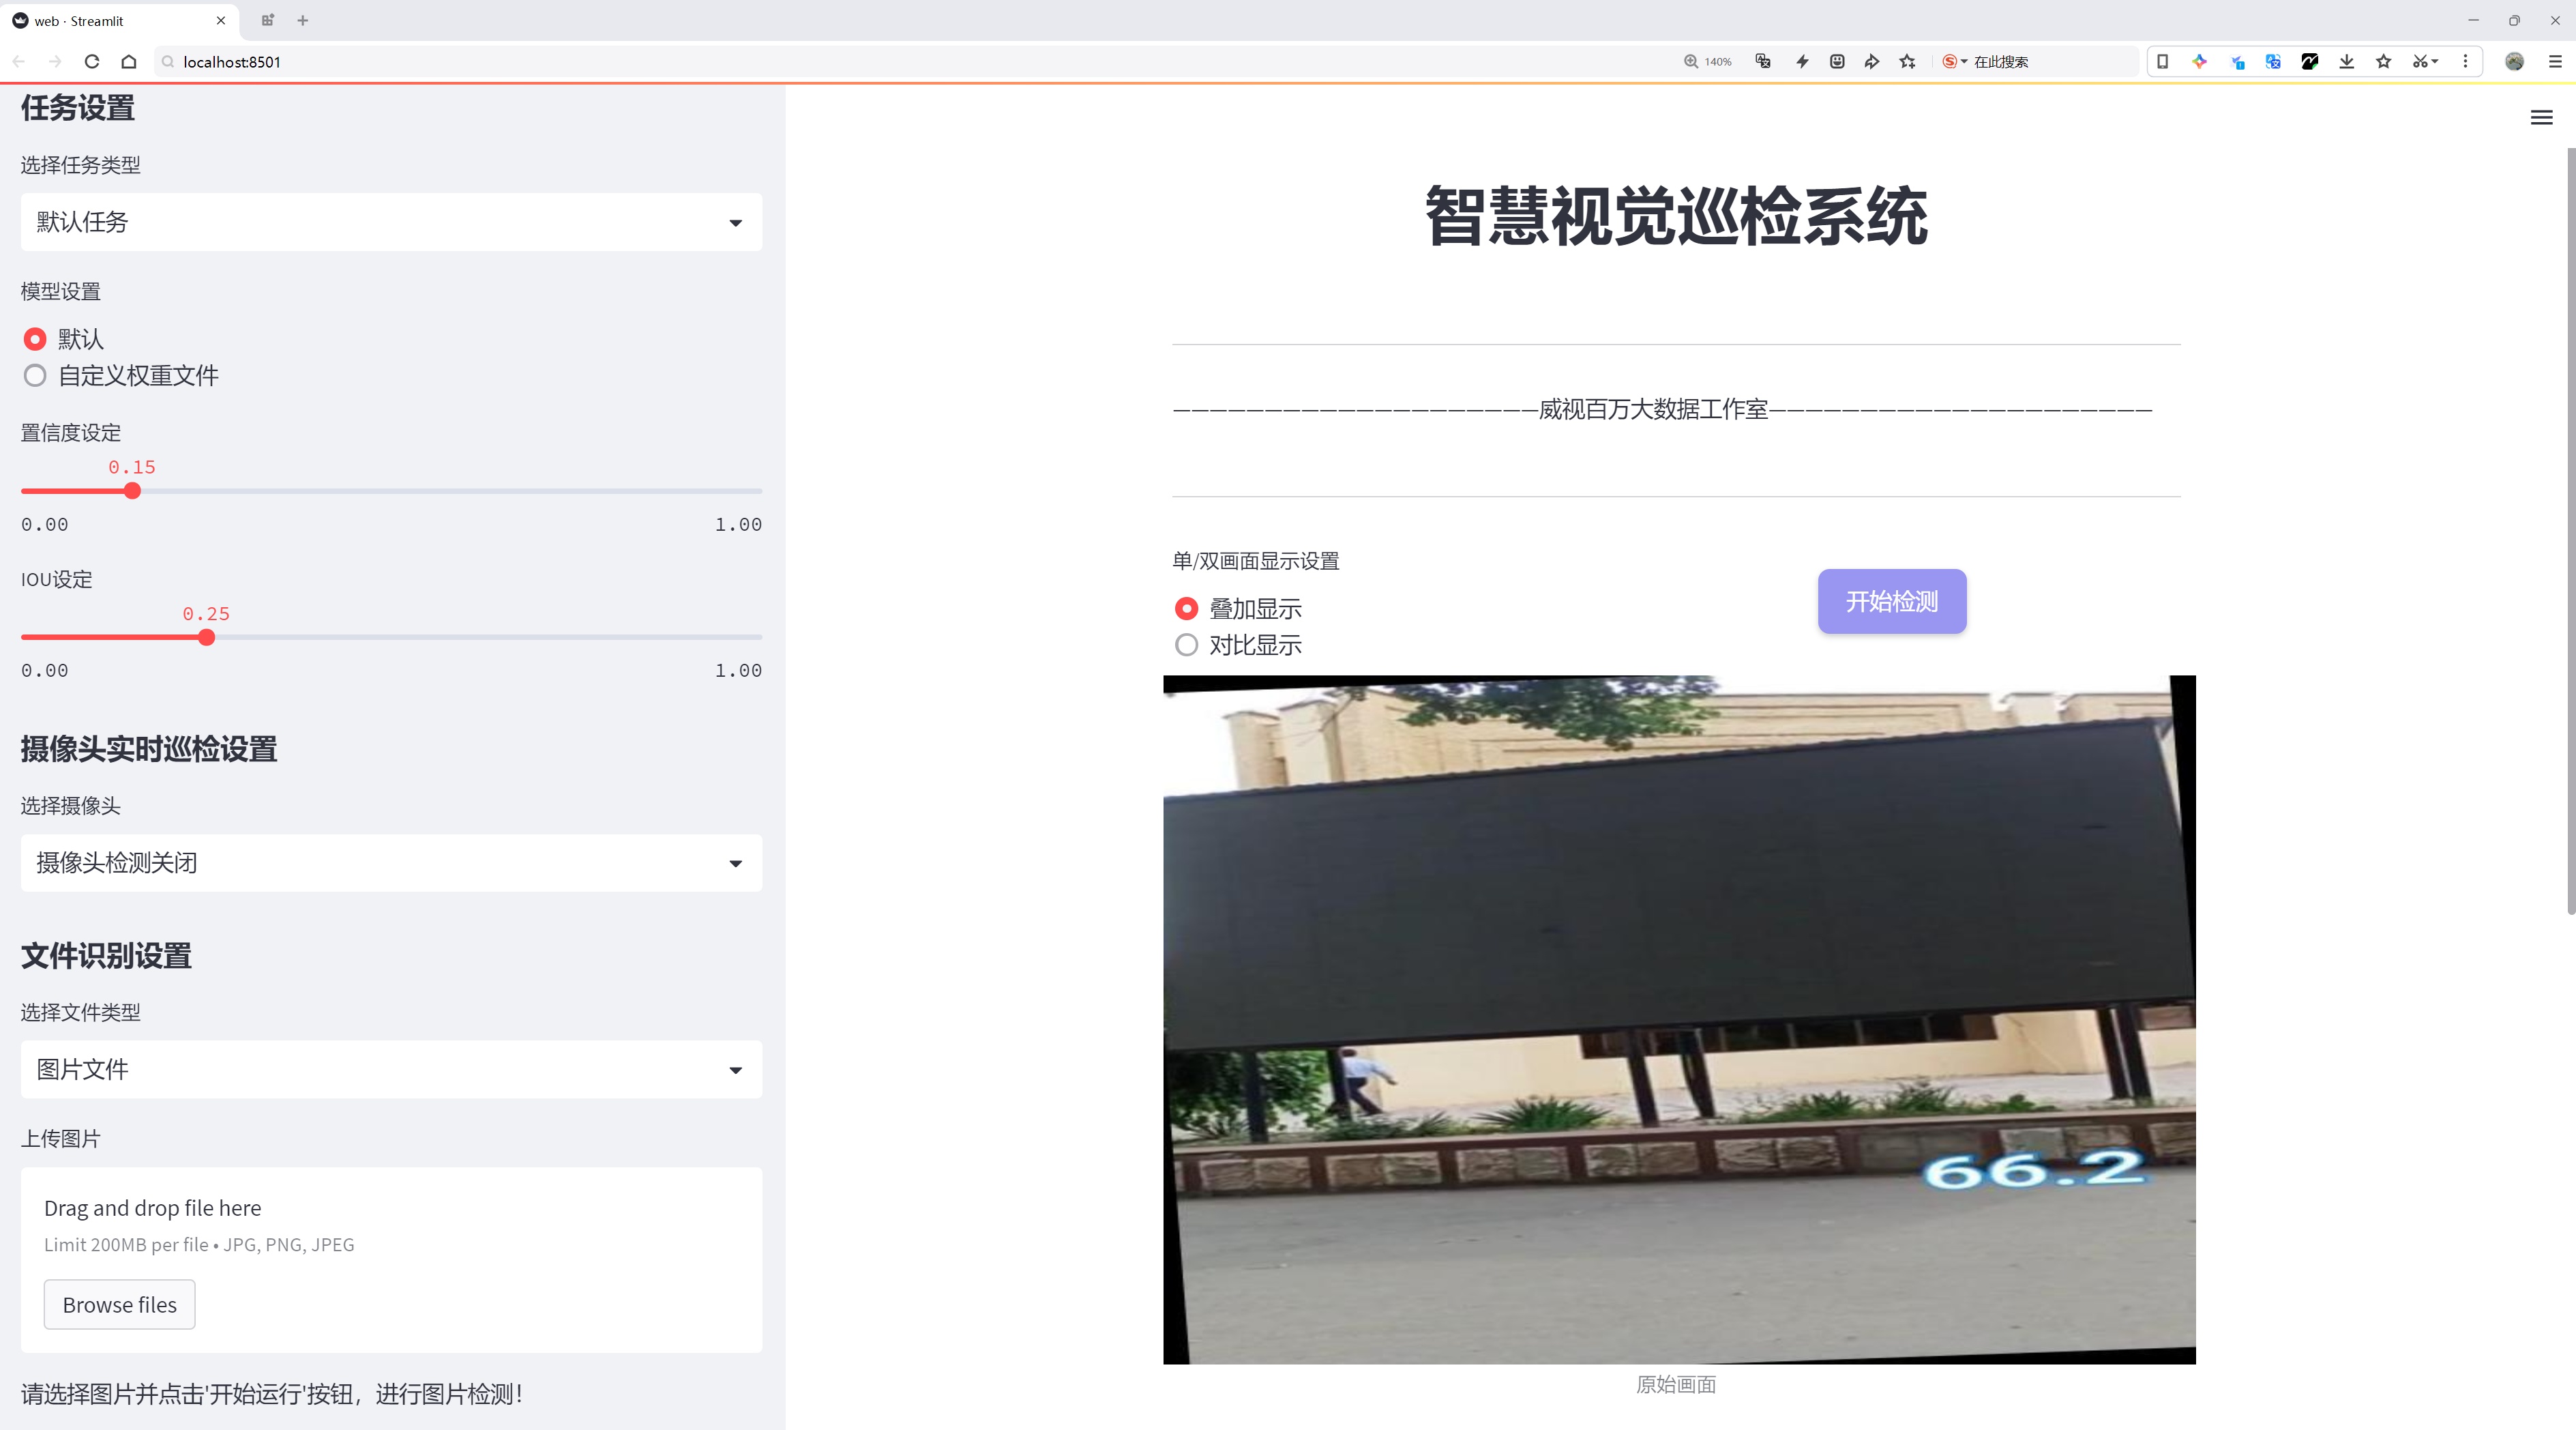 web · Streamlit
localhost:8501
140%
在此搜索
任务设置
选择任务类型
默认任务
模型设置
默认
自定义权重文件
置信度设定
0.15
0.00
1.00
IOU设定
0.25
0.00
1.00
摄像头实时巡检设置
选择摄像头
摄像头检测关闭
文件识别设置
选择文件类型
图片文件
上传图片
Drag and drop file here
Limit 200MB per file • JPG, PNG, JPEG
Browse files
请选择图片并点击'开始运行'按钮，进行图片检测！
智慧视觉巡检系统
————————————————————威视百万大数据工作室—————————————————————
单/双画面显示设置
叠加显示
对比显示
开始检测
66.2
原始画面